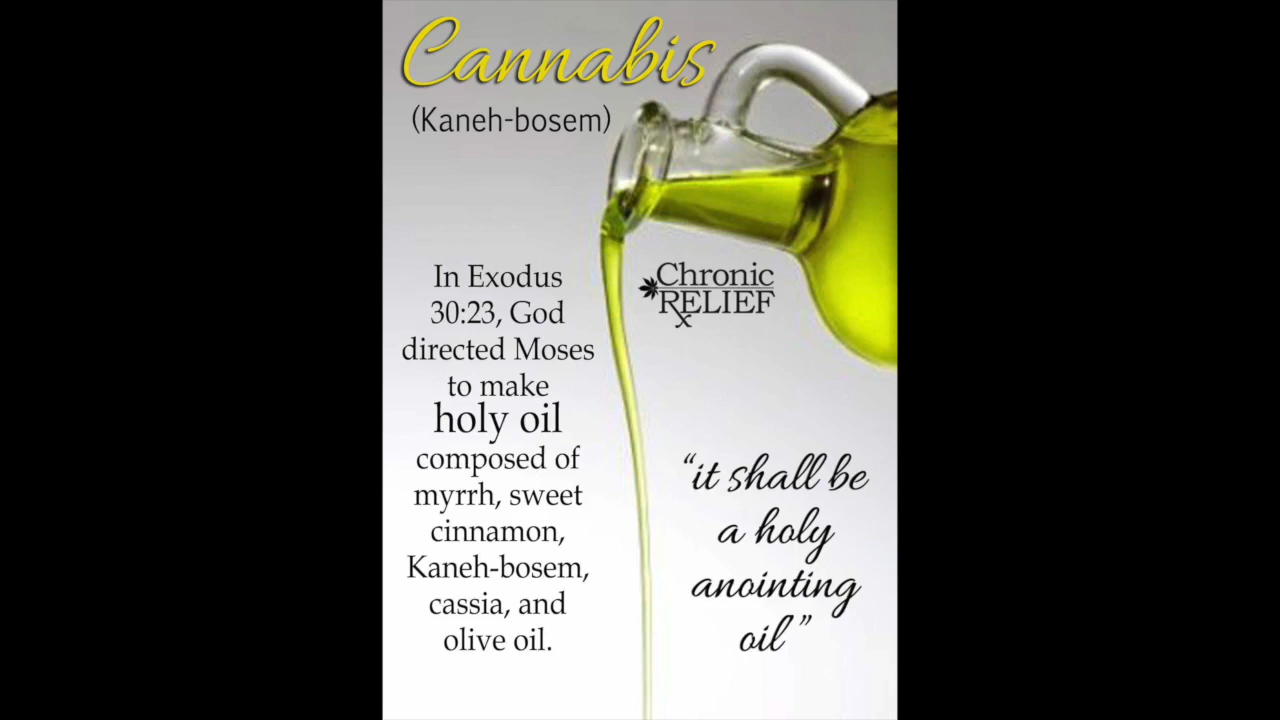 Cannabis
(Kaneh-bosem)
In Exodus
30:23, God
directed Moses
to make
holy oil
composed of
myrrh, sweet
cinnamon,
Kaneh-bosem,
cassia, and
olive oil.
Chronic
RELIEF
“it shall be
a holy
anointing
oil”